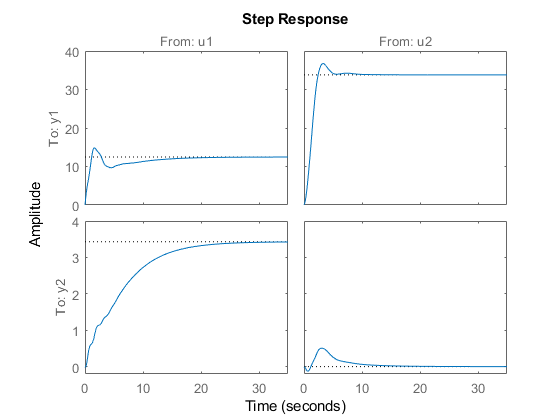 Step Response
From: u1
From: u2
To: y1
40
30
20
10
0
Amplitude
To: y2
4
3
2
1
0
0 10 20 30
0 10 20 30
Time (seconds)